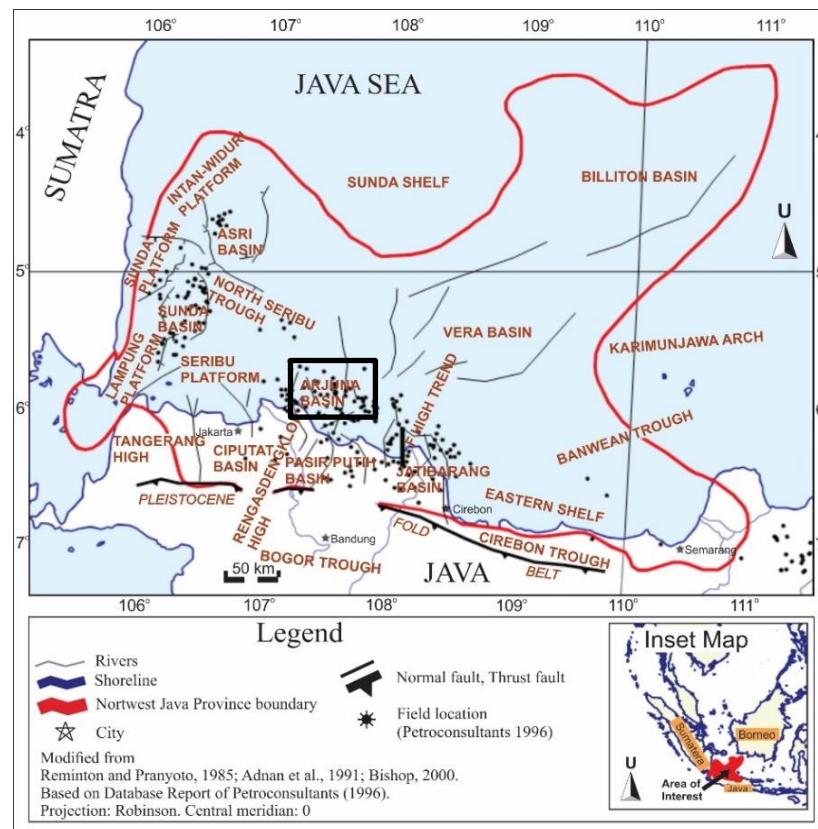 106° 107° 108° 109° 110° 111°
JAVA SEA
SUMATRA
4°
4°
INTAN-WIDURI
PLATFORM
SUNDA SHELF
BILLITON BASIN
U
ASRI
BASIN
SUNDA
PLATFORM
5°
5°
NORTH SERIBU
TROUGH
SUNDA
BASIN
VERA BASIN
KARIMUNJAWA ARCH
LAMPUNG
PLATFORM
SERIBU
PLATFORM
ARJUNA
BASIN
F HIGH TREND
6°
6°
Jakarta
TANGERANG
HIGH
CIPUTAT
BASIN
RENGASDENGKLOK
HIGH
PASIR PUTIH
BASIN
JATIBARANG
BASIN
BANWEAN TROUGH
PLEISTOCENE
EASTERN SHELF
Cirebon
7°
7°
Bandung
FOLD
CIREBON TROUGH
Semarang
BOGOR TROUGH
BELT
50 km
JAVA
106° 107° 108° 109° 110° 111°
Legend
Rivers
Shoreline
Nortwest Java Province boundary
City
Normal fault, Thrust fault
Field location
(Petroconsultants 1996)
Modified from
Reminton and Pranyoto, 1985; Adnan et al., 1991; Bishop, 2000.
Based on Database Report of Petroconsultants (1996).
Projection: Robinson. Central meridian: 0
Inset Map
Sumatera
Borneo
U
Area of
Interest
Java